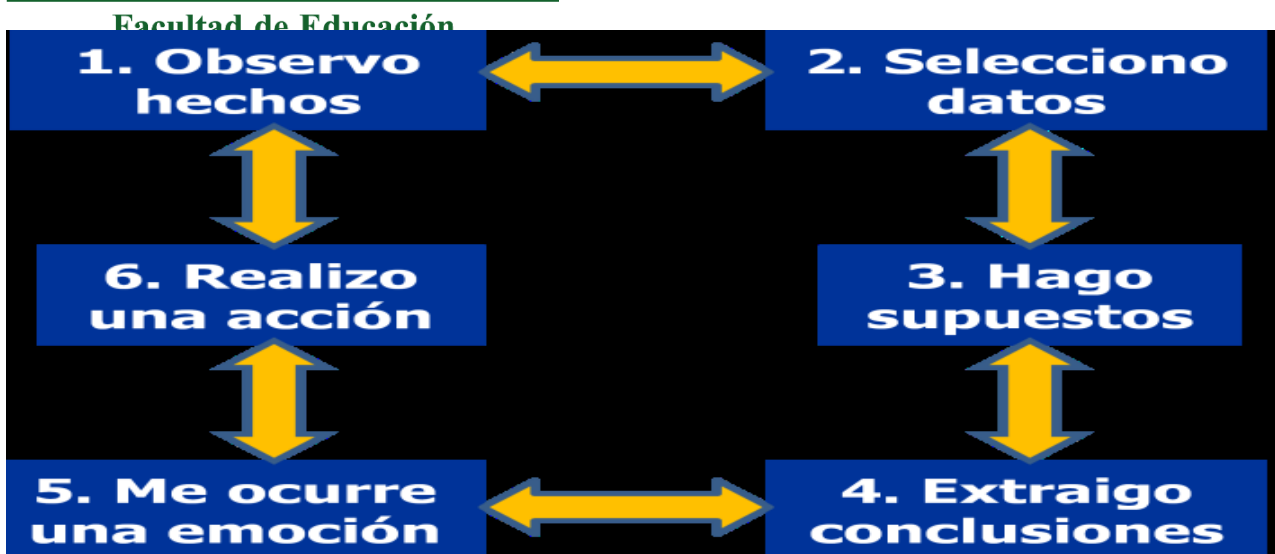 Facultad de Educación
1. Observo
hechos
2. Selecciono
datos
6. Realizo
una acción
3. Hago
supuestos
5. Me ocurre
una emoción
4. Extraigo
conclusiones